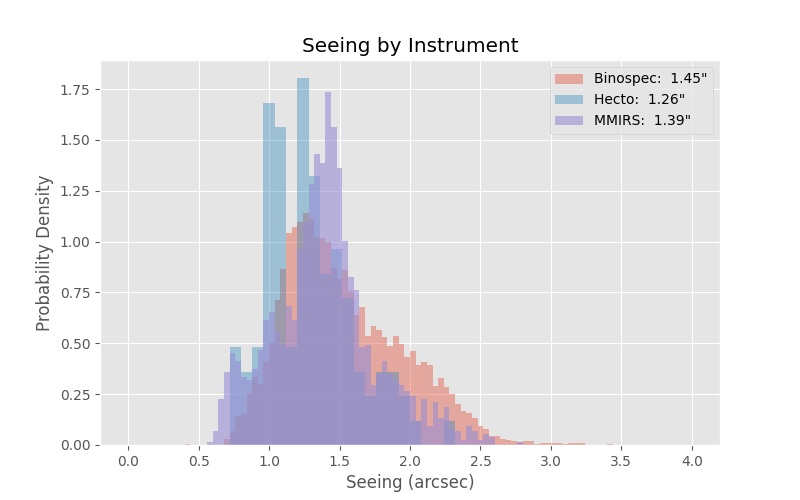 Seeing by Instrument
Binospec:  1.45"
Hecto:  1.26"
MMIRS:  1.39"
Probability Density
1.75
1.50
1.25
1.00
0.75
0.50
0.25
0.00
0.0 0.5 1.0 1.5 2.0 2.5 3.0 3.5 4.0
Seeing (arcsec)